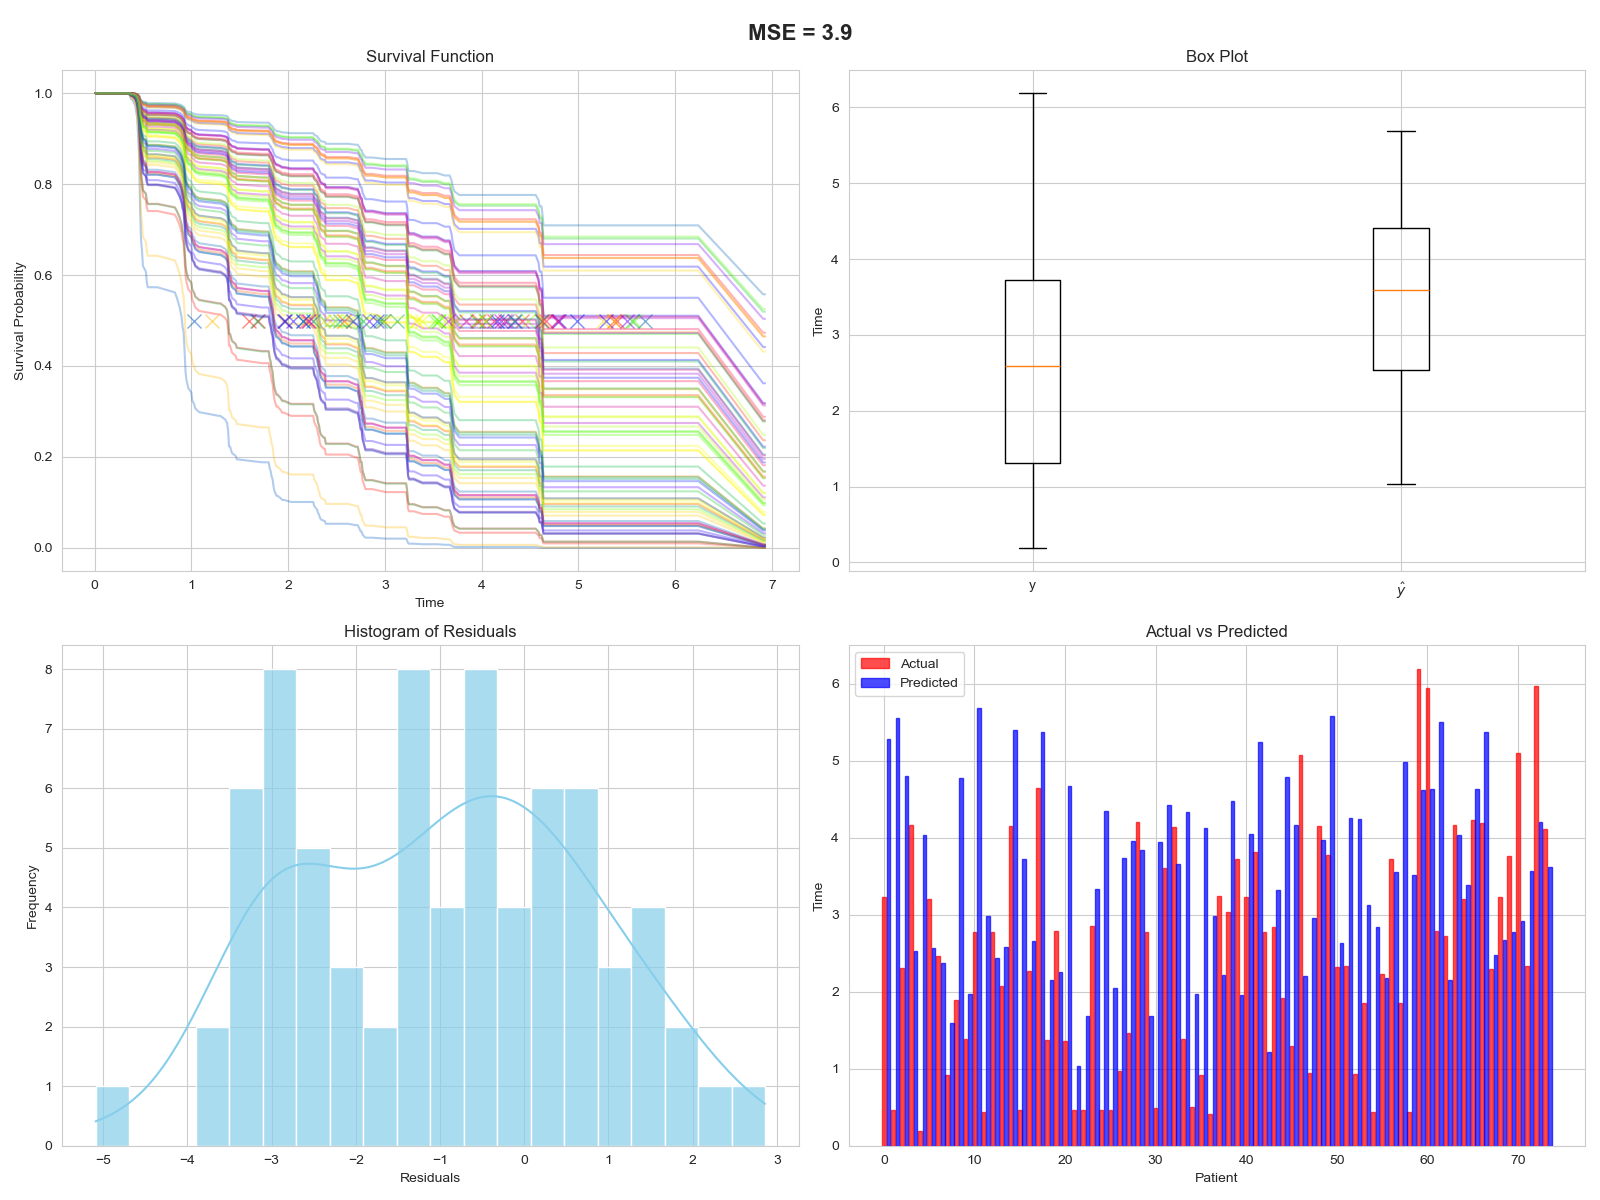 MSE = 3.9
Survival Function
Survival Probability
1.0
0.8
0.6
0.4
0.2
0.0
0 1 2 3 4 5 6 7
Time
Box Plot
Time
6
5
4
3
2
1
0
y ŷ
Histogram of Residuals
Frequency
8
7
6
5
4
3
2
1
0
−5 −4 −3 −2 −1 0 1 2 3
Residuals
Actual vs Predicted
Actual
Predicted
Time
6
5
4
3
2
1
0
0 10 20 30 40 50 60 70
Patient